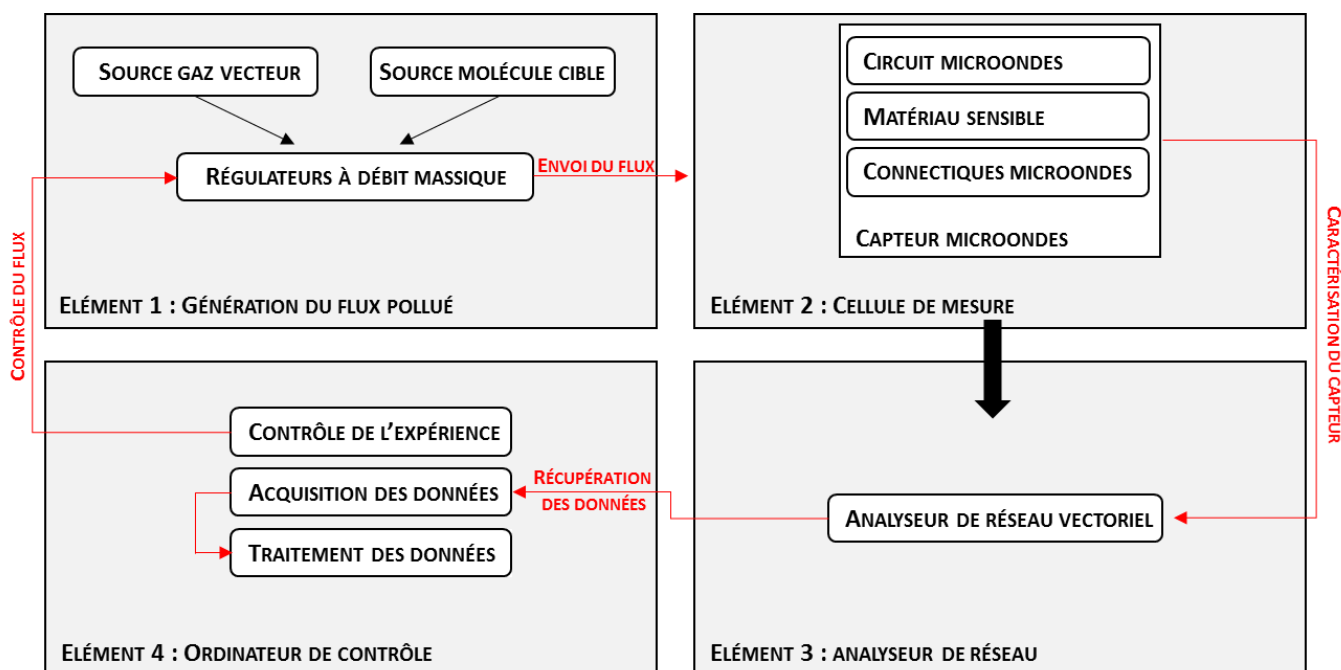 SOURCE GAZ VECTEUR
SOURCE MOLÉCULE CIBLE
RÉGULATEURS À DÉBIT MASSIQUE
ENVOI DU FLUX
ELÉMENT 1 : GÉNÉRATION DU FLUX POLLUÉ
CIRCUIT MICROONDES
MATÉRIAU SENSIBLE
CONNECTIQUES MICROONDES
CAPTEUR MICROONDES
ELÉMENT 2 : CELLULE DE MESURE
CONTRÔLE DU FLUX
CARACTÉRISATION DU CAPTEUR
CONTRÔLE DE L'EXPÉRIENCE
ACQUISITION DES DONNÉES
TRAITEMENT DES DONNÉES
RÉCUPÉRATION
DES DONNÉES
ELÉMENT 4 : ORDINATEUR DE CONTRÔLE
ANALYSEUR DE RÉSEAU VECTORIEL
ELÉMENT 3 : ANALYSEUR DE RÉSEAU